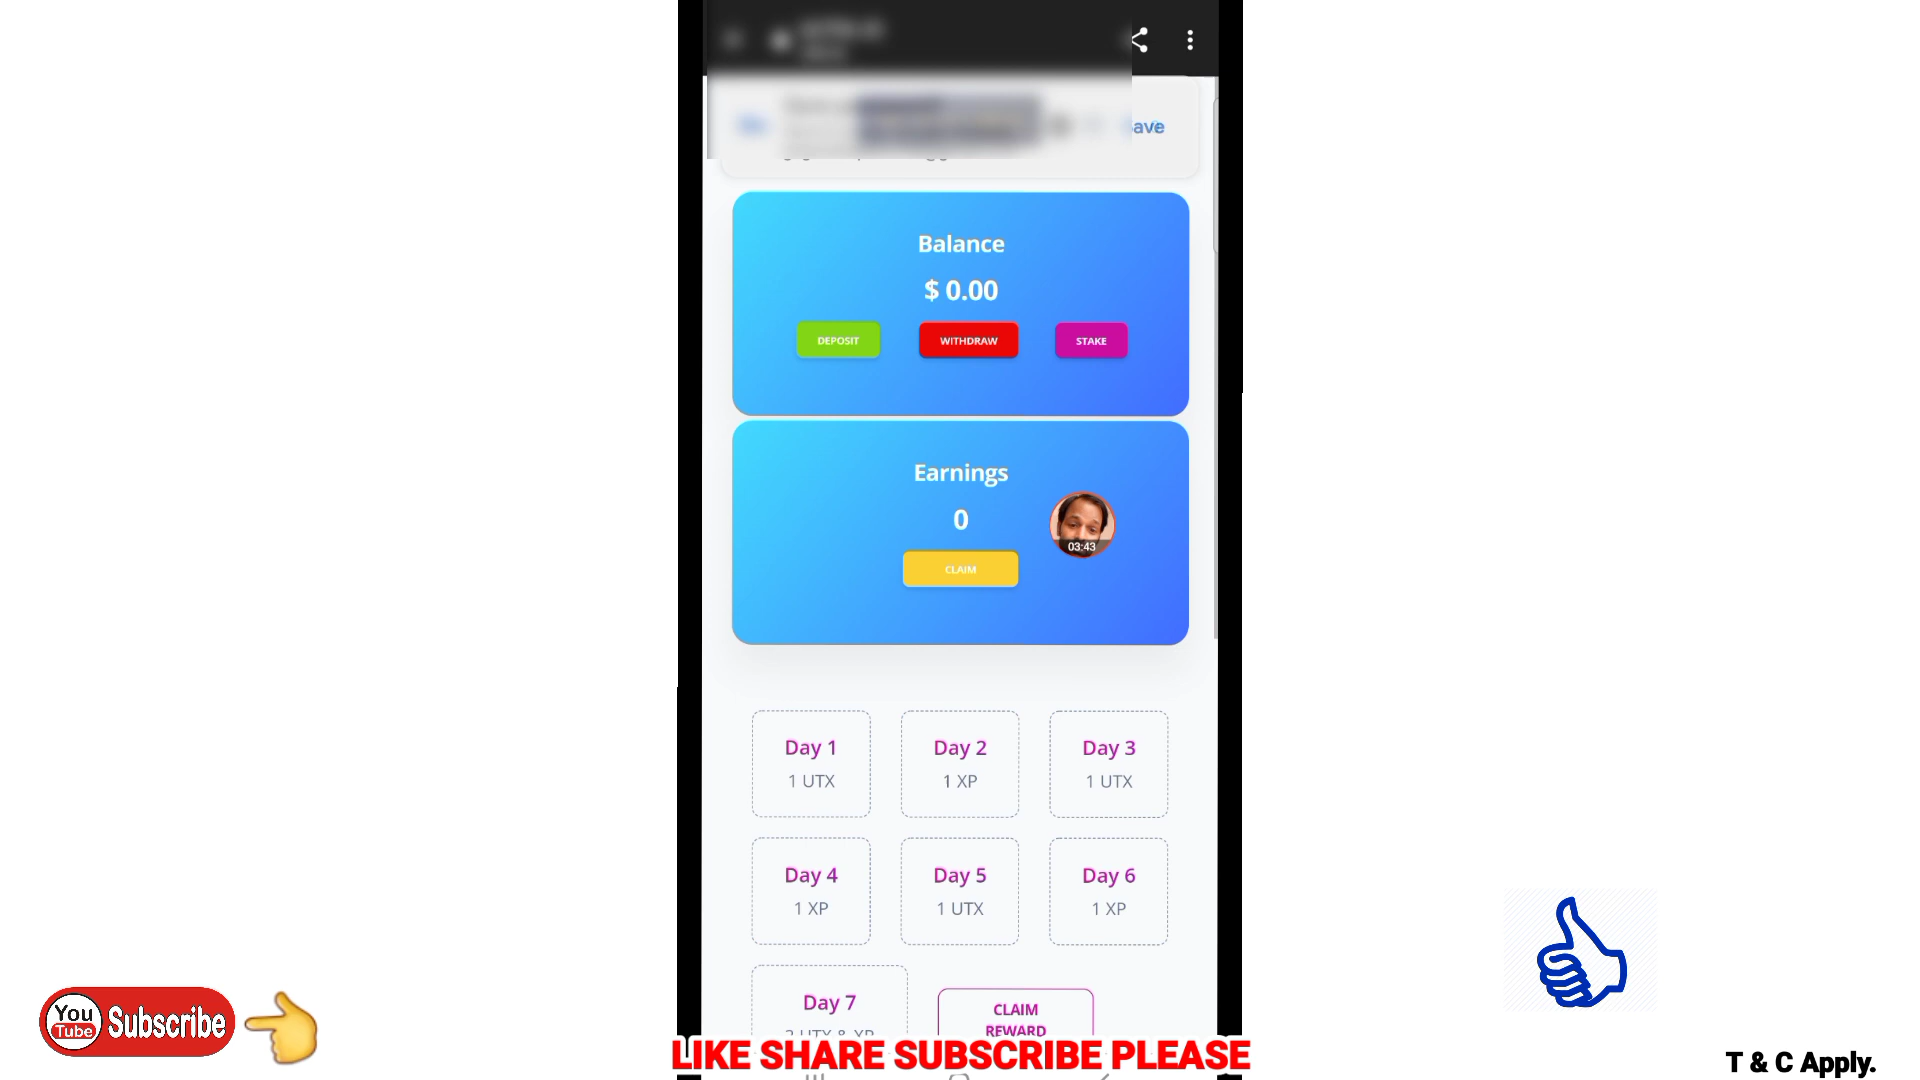 ave
Balance
$ 0.00
DEPOSIT
WITHDRAW
STAKE
Earnings
0
03:43
CLAIM
Day 1
Day 2
Day 3
1 UTX
1 XP
1 UTX
Day 4
Day 5
Day 6
1 XP
1 UTX
1 XP
Day 7
CLAIM
REWARD
You
Tube
Subscribe
LIKE SHARE SUBSCRIBE PLEASE
T & C Apply.